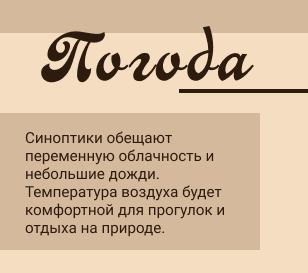 Погода
Синоптики обещают
переменную облачность и
небольшие дожди.
Температура воздуха будет
комфортной для прогулок и
отдыха на природе.